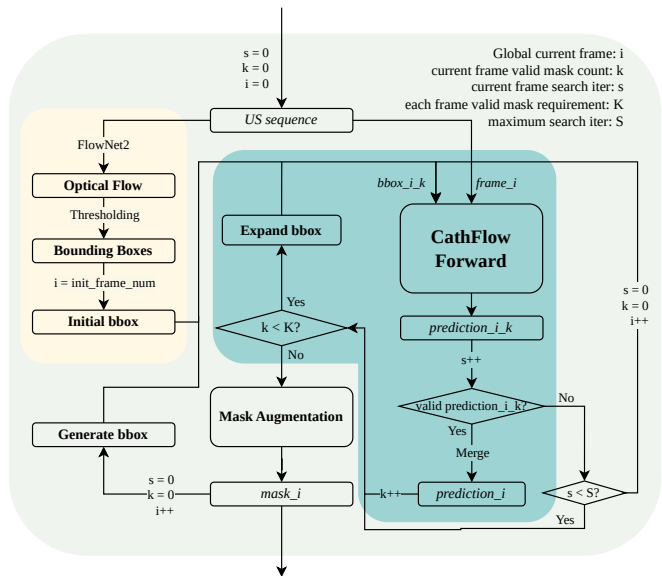 s = 0
k = 0
i = 0
Global current frame: i
current frame valid mask count: k
current frame search iter: s
each frame valid mask requirement: K
maximum search iter: S
US sequence
FlowNet2
Optical Flow
Thresholding
Bounding Boxes
i = init_frame_num
Initial bbox
bbox_i_k
frame_i
Expand bbox
CathFlow
Forward
Yes
k < K?
No
prediction_i_k
s++
s = 0
k = 0
i++
Mask Augmentation
valid prediction_i_k?
No
Yes
Merge
Generate bbox
s = 0
k = 0
i++
mask_i
k++
prediction_i
s < S?
Yes